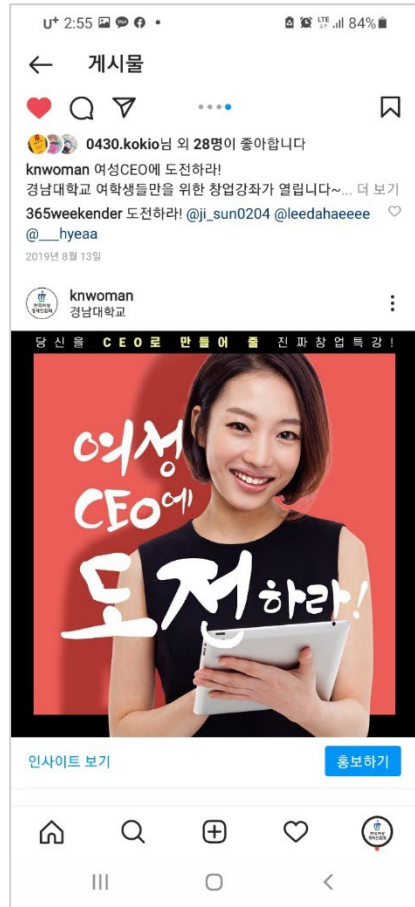 U+ 2:55
LTE 84%
게시물
0430.kokio님 외 28명이 좋아합니다
knwoman 여성CEO에 도전하라!
경남대학교 여학생들만을 위한 창업강좌가 열립니다~... 더 보기
365weekender 도전하라! @ji_sun0204 @leedahaeeee
@___hyeaa
2019년 8월 13일
knwoman
경남대학교
당신을 CEO로 만들어 줄 진짜창업특강!
여성
CEO에
도전하라!
인사이트 보기
홍보하기